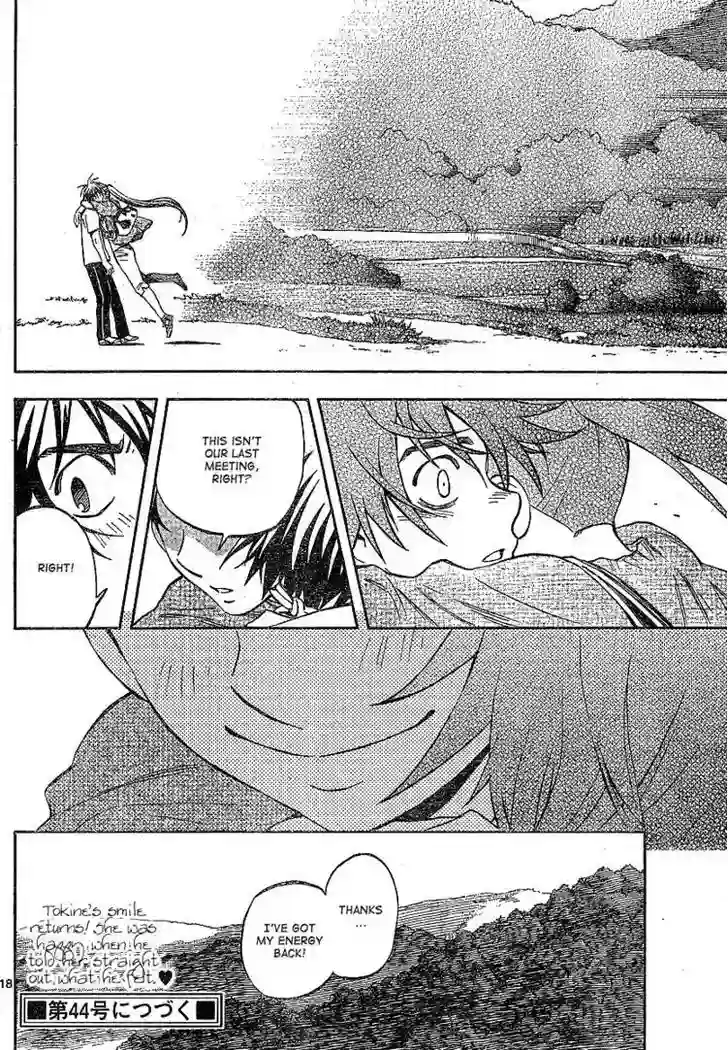 THIS ISN'T
OUR LAST
MEETING,
RIGHT?
RIGHT!
THANKS
...
I'VE GOT
MY ENERGY
BACK!
Tokine's smile
returns! She was
happy when he
told her straight
out what he felt. ♥
18
■第44号につづく■